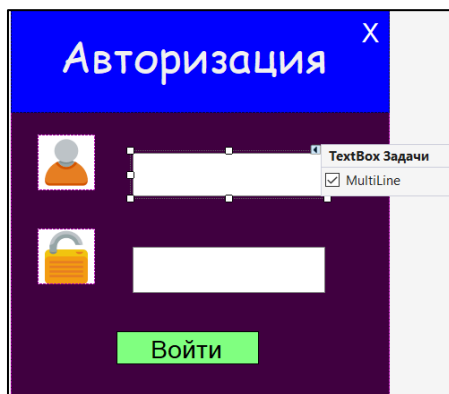 X
Авторизация
TextBox Задачи
MultiLine
Войти